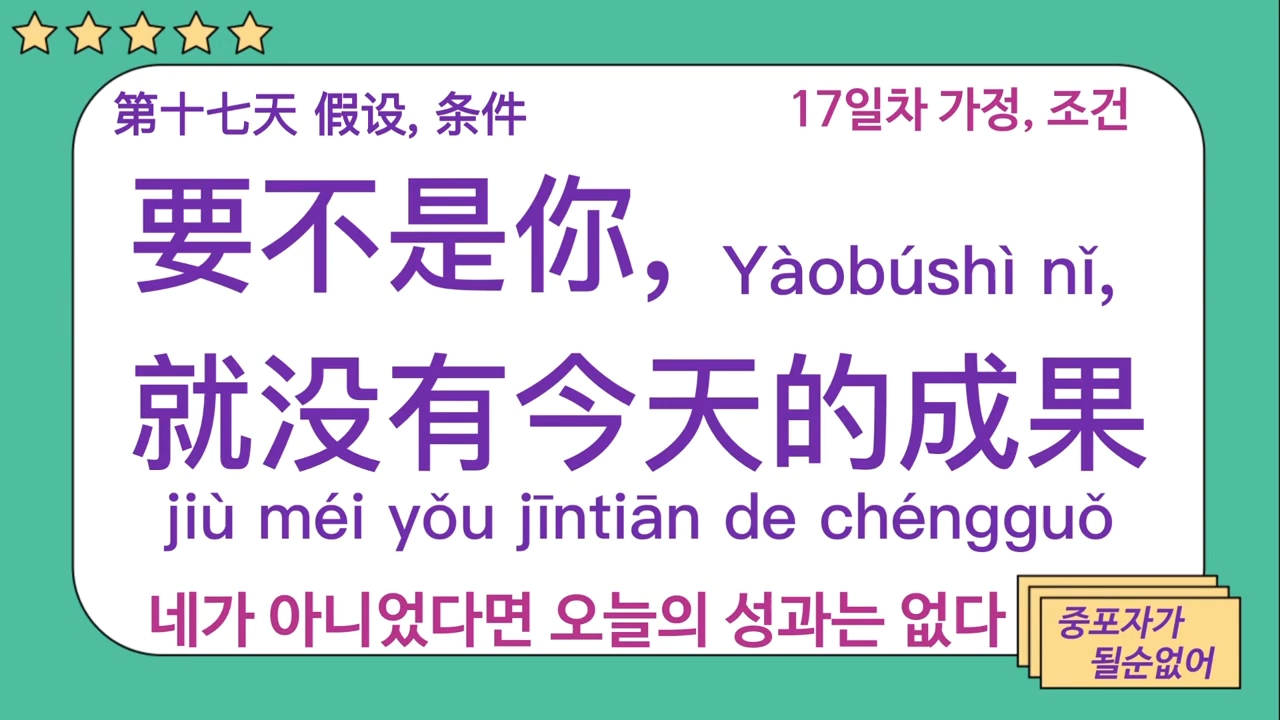 第十七天 假设, 条件
17일차 가정, 조건
要不是你,
Yàobúshì nǐ,
就没有今天的成果
jiù méi yǒu jīntiān de chéngguǒ
네가 아니었다면 오늘의 성과는 없다
중포자가
될순없어